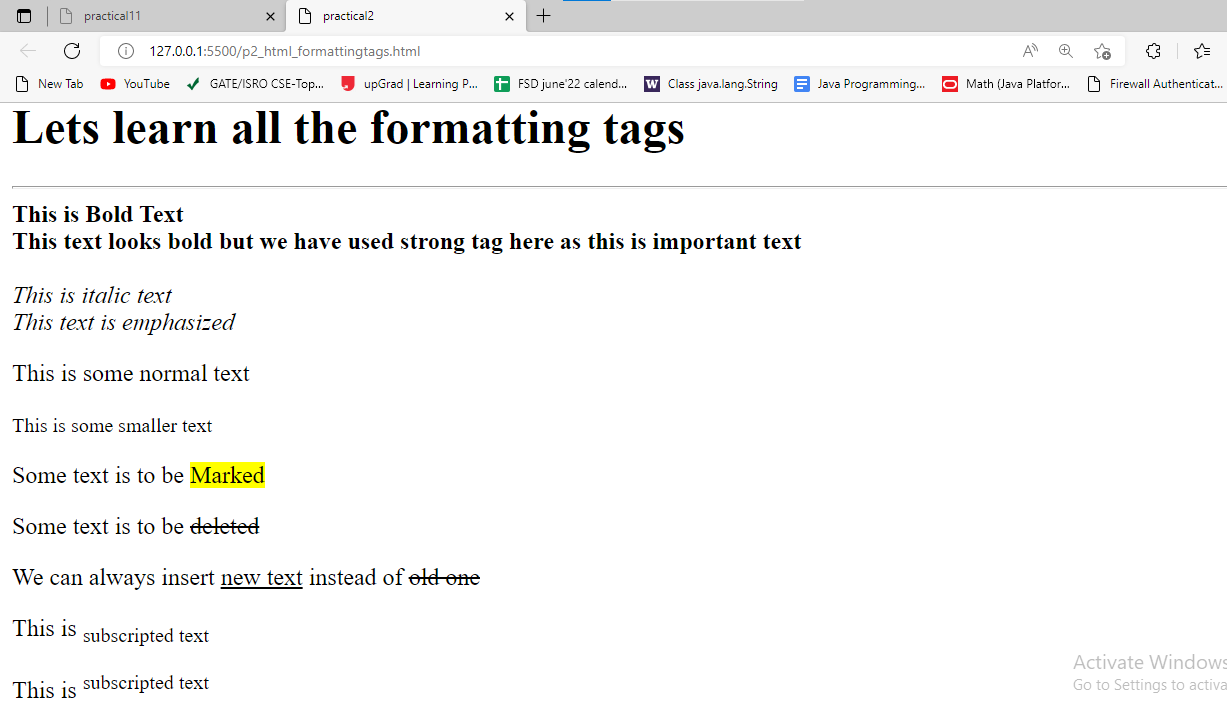 practical11
practical2
127.0.0.1:5500/p2_html_formattingtags.html
New Tab YouTube GATE/ISRO CSE-Top... upGrad | Learning P... FSD june'22 calend... Class java.lang.String Java Programming... Math (Java Platfor... Firewall Authenticat...
Lets learn all the formatting tags
This is Bold Text
This text looks bold but we have used strong tag here as this is important text
This is italic text
This text is emphasized
This is some normal text
This is some smaller text
Some text is to be Marked
Some text is to be deleted
We can always insert new text instead of old one
This is subscripted text
This is subscripted text
Activate Windows
Go to Settings to activa